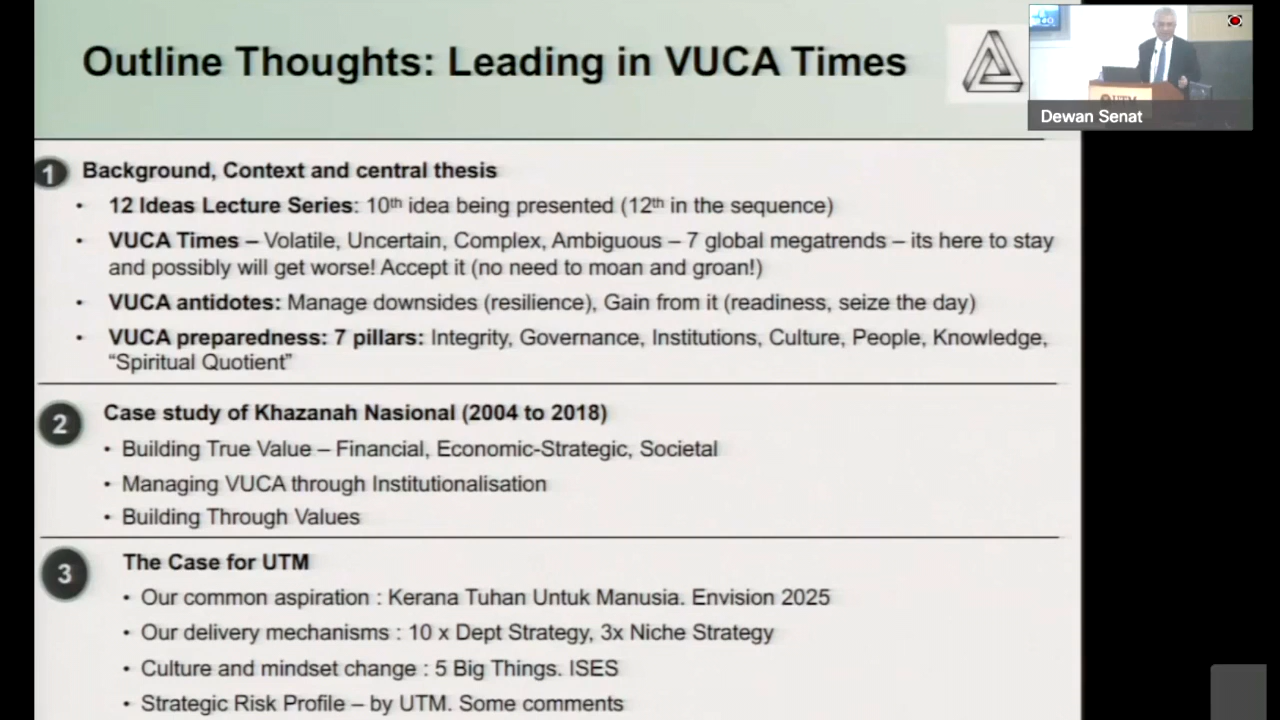 Outline Thoughts: Leading in VUCA Times
Dewan Senat
UTM
1 Background, Context and central thesis
• 12 Ideas Lecture Series: 10th idea being presented (12th in the sequence)
• VUCA Times – Volatile, Uncertain, Complex, Ambiguous – 7 global megatrends – its here to stay
and possibly will get worse! Accept it (no need to moan and groan!)
• VUCA antidotes: Manage downsides (resilience), Gain from it (readiness, seize the day)
• VUCA preparedness: 7 pillars: Integrity, Governance, Institutions, Culture, People, Knowledge,
“Spiritual Quotient”
2 Case study of Khazanah Nasional (2004 to 2018)
• Building True Value – Financial, Economic-Strategic, Societal
• Managing VUCA through Institutionalisation
• Building Through Values
3 The Case for UTM
• Our common aspiration : Kerana Tuhan Untuk Manusia. Envision 2025
• Our delivery mechanisms : 10 x Dept Strategy, 3x Niche Strategy
• Culture and mindset change : 5 Big Things. ISES
• Strategic Risk Profile – by UTM. Some comments